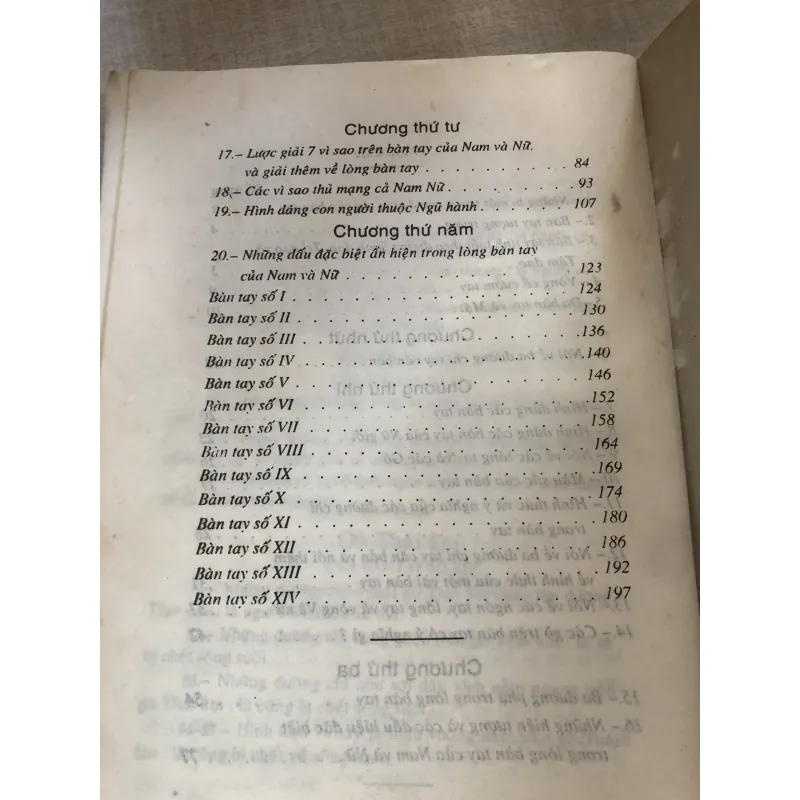 Chương thứ tư
17.– Lược giải 7 vì sao trên bàn tay của Nam và Nữ,
và giải thêm về lòng bàn tay . . . . . . . . . . . 84
18.– Các vì sao thủ mạng cả Nam Nữ . . . . . . . . . 93
19.– Hình dáng con người thuộc Ngũ hành . . . . . . . 107
Chương thứ năm
20.– Những dấu đặc biệt ẩn hiện trong lòng bàn tay
của Nam và Nữ . . . . . . . . . . 123
Bàn tay số I . . . . . . . . . . . . . . . . . 124
Bàn tay số II . . . . . . . . . . . . . . . . . 130
Bàn tay số III . . . . . . . . . . . . . . . . . 136
Bàn tay số IV . . . . . . . . . . . . . . . . . 140
Bàn tay số V . . . . . . . . . . . . . . . . . 146
Bàn tay số VI . . . . . . . . . . . . . . . . . 152
Bàn tay số VII . . . . . . . . . . . . . . . . . 158
Bàn tay số VIII . . . . . . . . . . . . . . . . . 164
Bàn tay số IX . . . . . . . . . . . . . . . . . 169
Bàn tay số X . . . . . . . . . . . . . . . . . 174
Bàn tay số XI . . . . . . . . . . . . . . . . . 180
Bàn tay số XII . . . . . . . . . . . . . . . . . 186
Bàn tay số XIII . . . . . . . . . . . . . . . . . 192
Bàn tay số XIV . . . . . . . . . . . . . . . . . 197